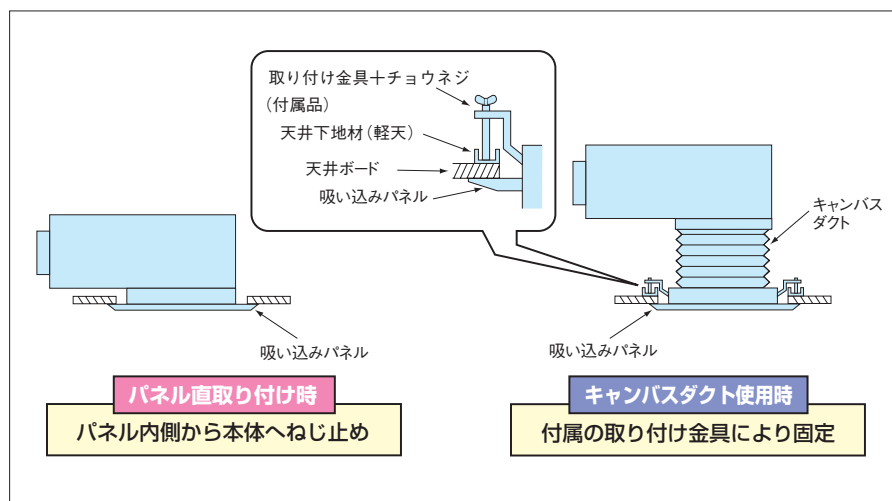 取り付け金具＋チョウネジ
(付属品)
天井下地材(軽天)
天井ボード
吸い込みパネル
キャンバス
ダクト
吸い込みパネル
吸い込みパネル
パネル直取り付け時
パネル内側から本体へねじ止め
キャンバスダクト使用時
付属の取り付け金具により固定